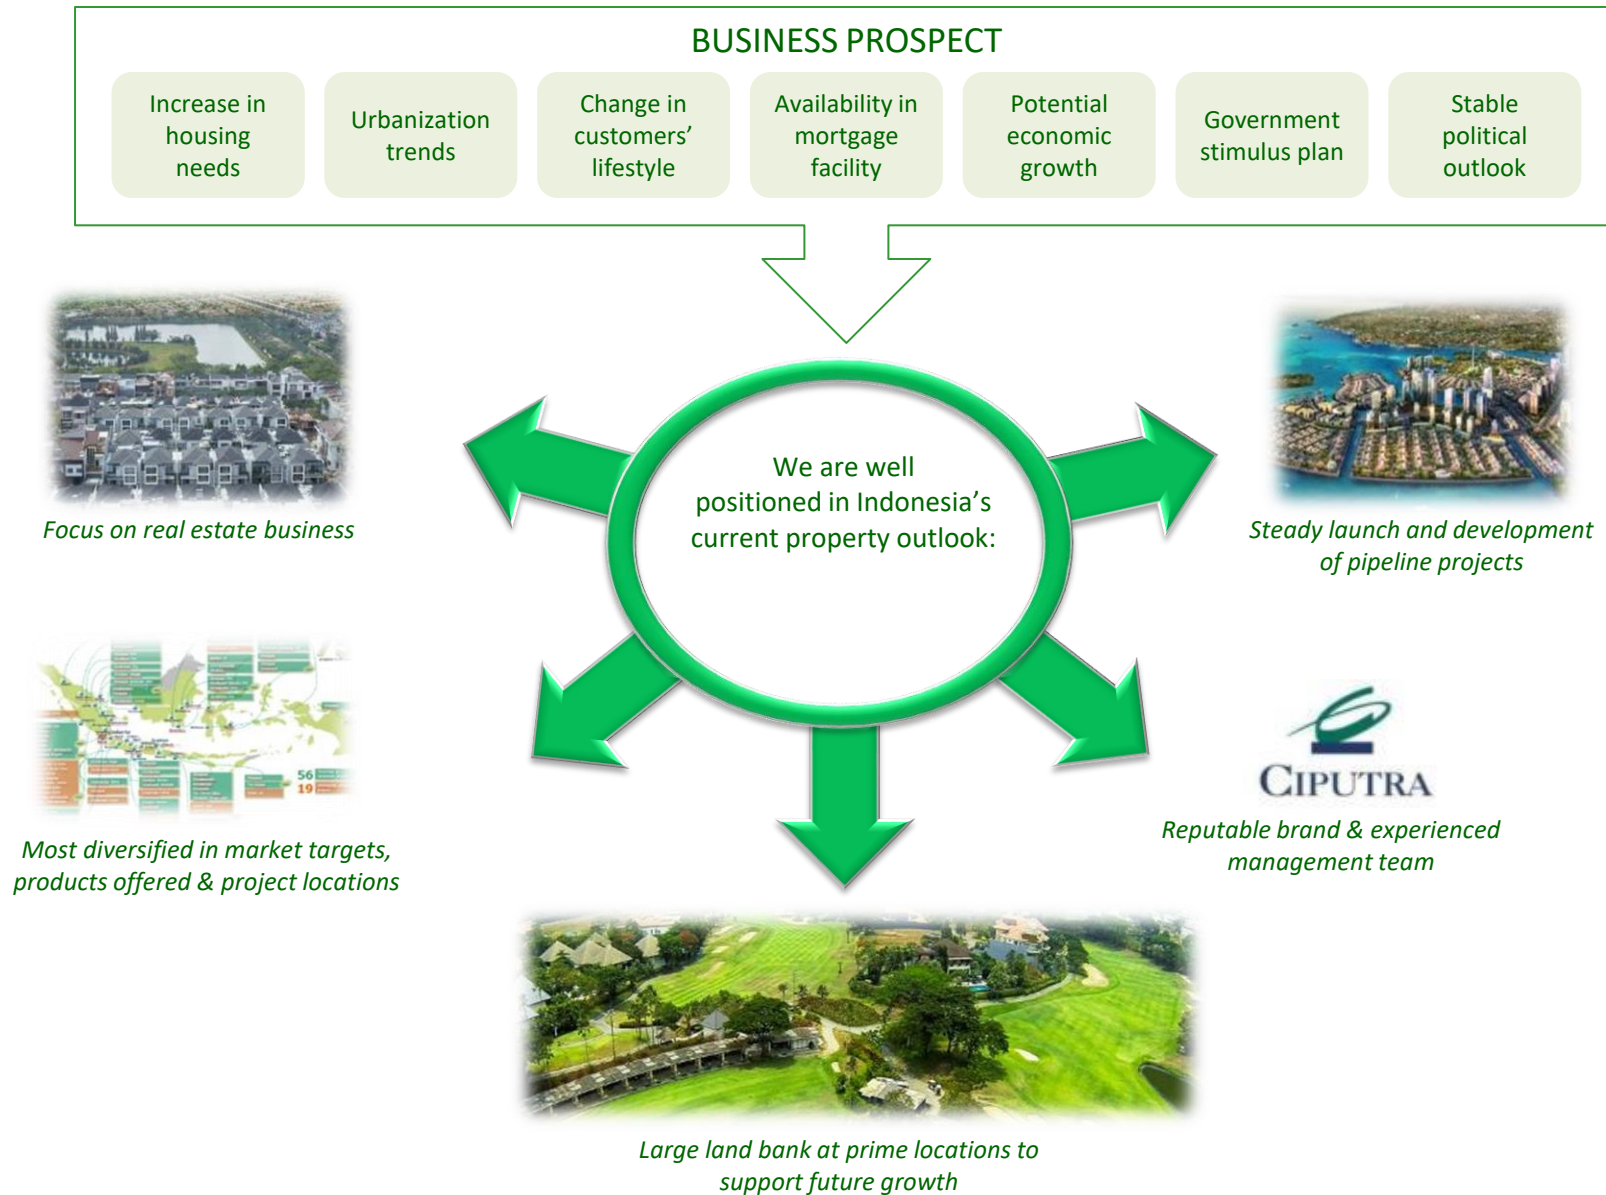 BUSINESS PROSPECT
Increase in
housing
needs
Urbanization
trends
Change in
customers’
lifestyle
Availability in
mortgage
facility
Potential
economic
growth
Government
stimulus plan
Stable
political
outlook
We are well
positioned in Indonesia’s
current property outlook:
Focus on real estate business
Steady launch and development
of pipeline projects
56
19
Most diversified in market targets,
products offered & project locations
CIPUTRA
Reputable brand & experienced
management team
Large land bank at prime locations to
support future growth